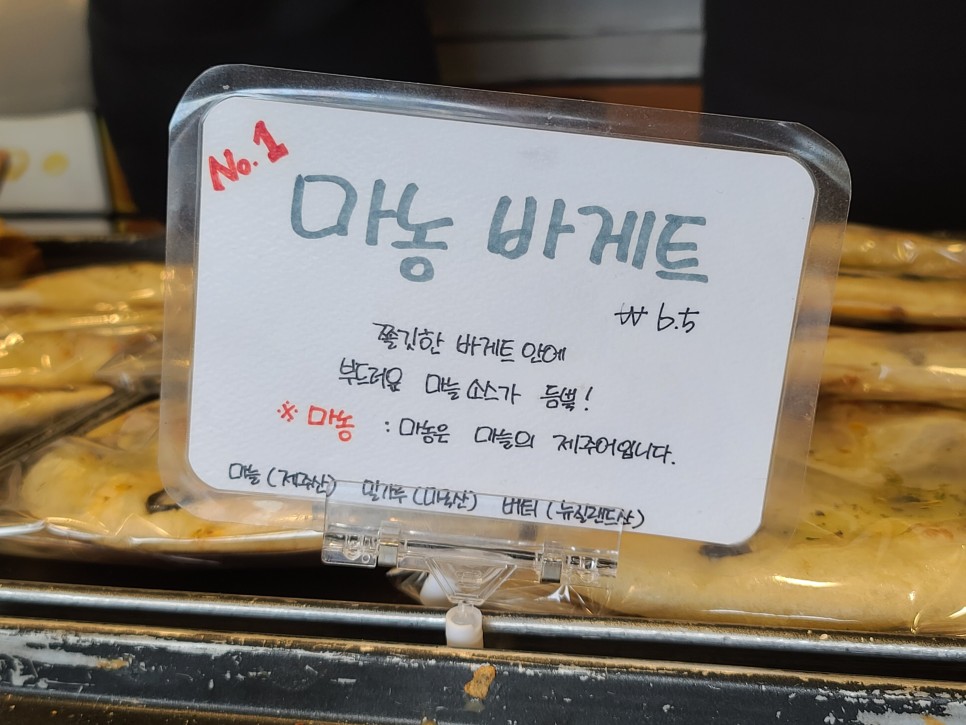 No.1
마농 바게트
₩ 6.5
쫄깃한 바게트 안에
부드러운 마늘 소스가 듬뿍!
※ 마농 : 마농은 마늘의 제주어입니다.
마늘 (제주산) 밀가루 (미국산) 버터 (뉴질랜드산)